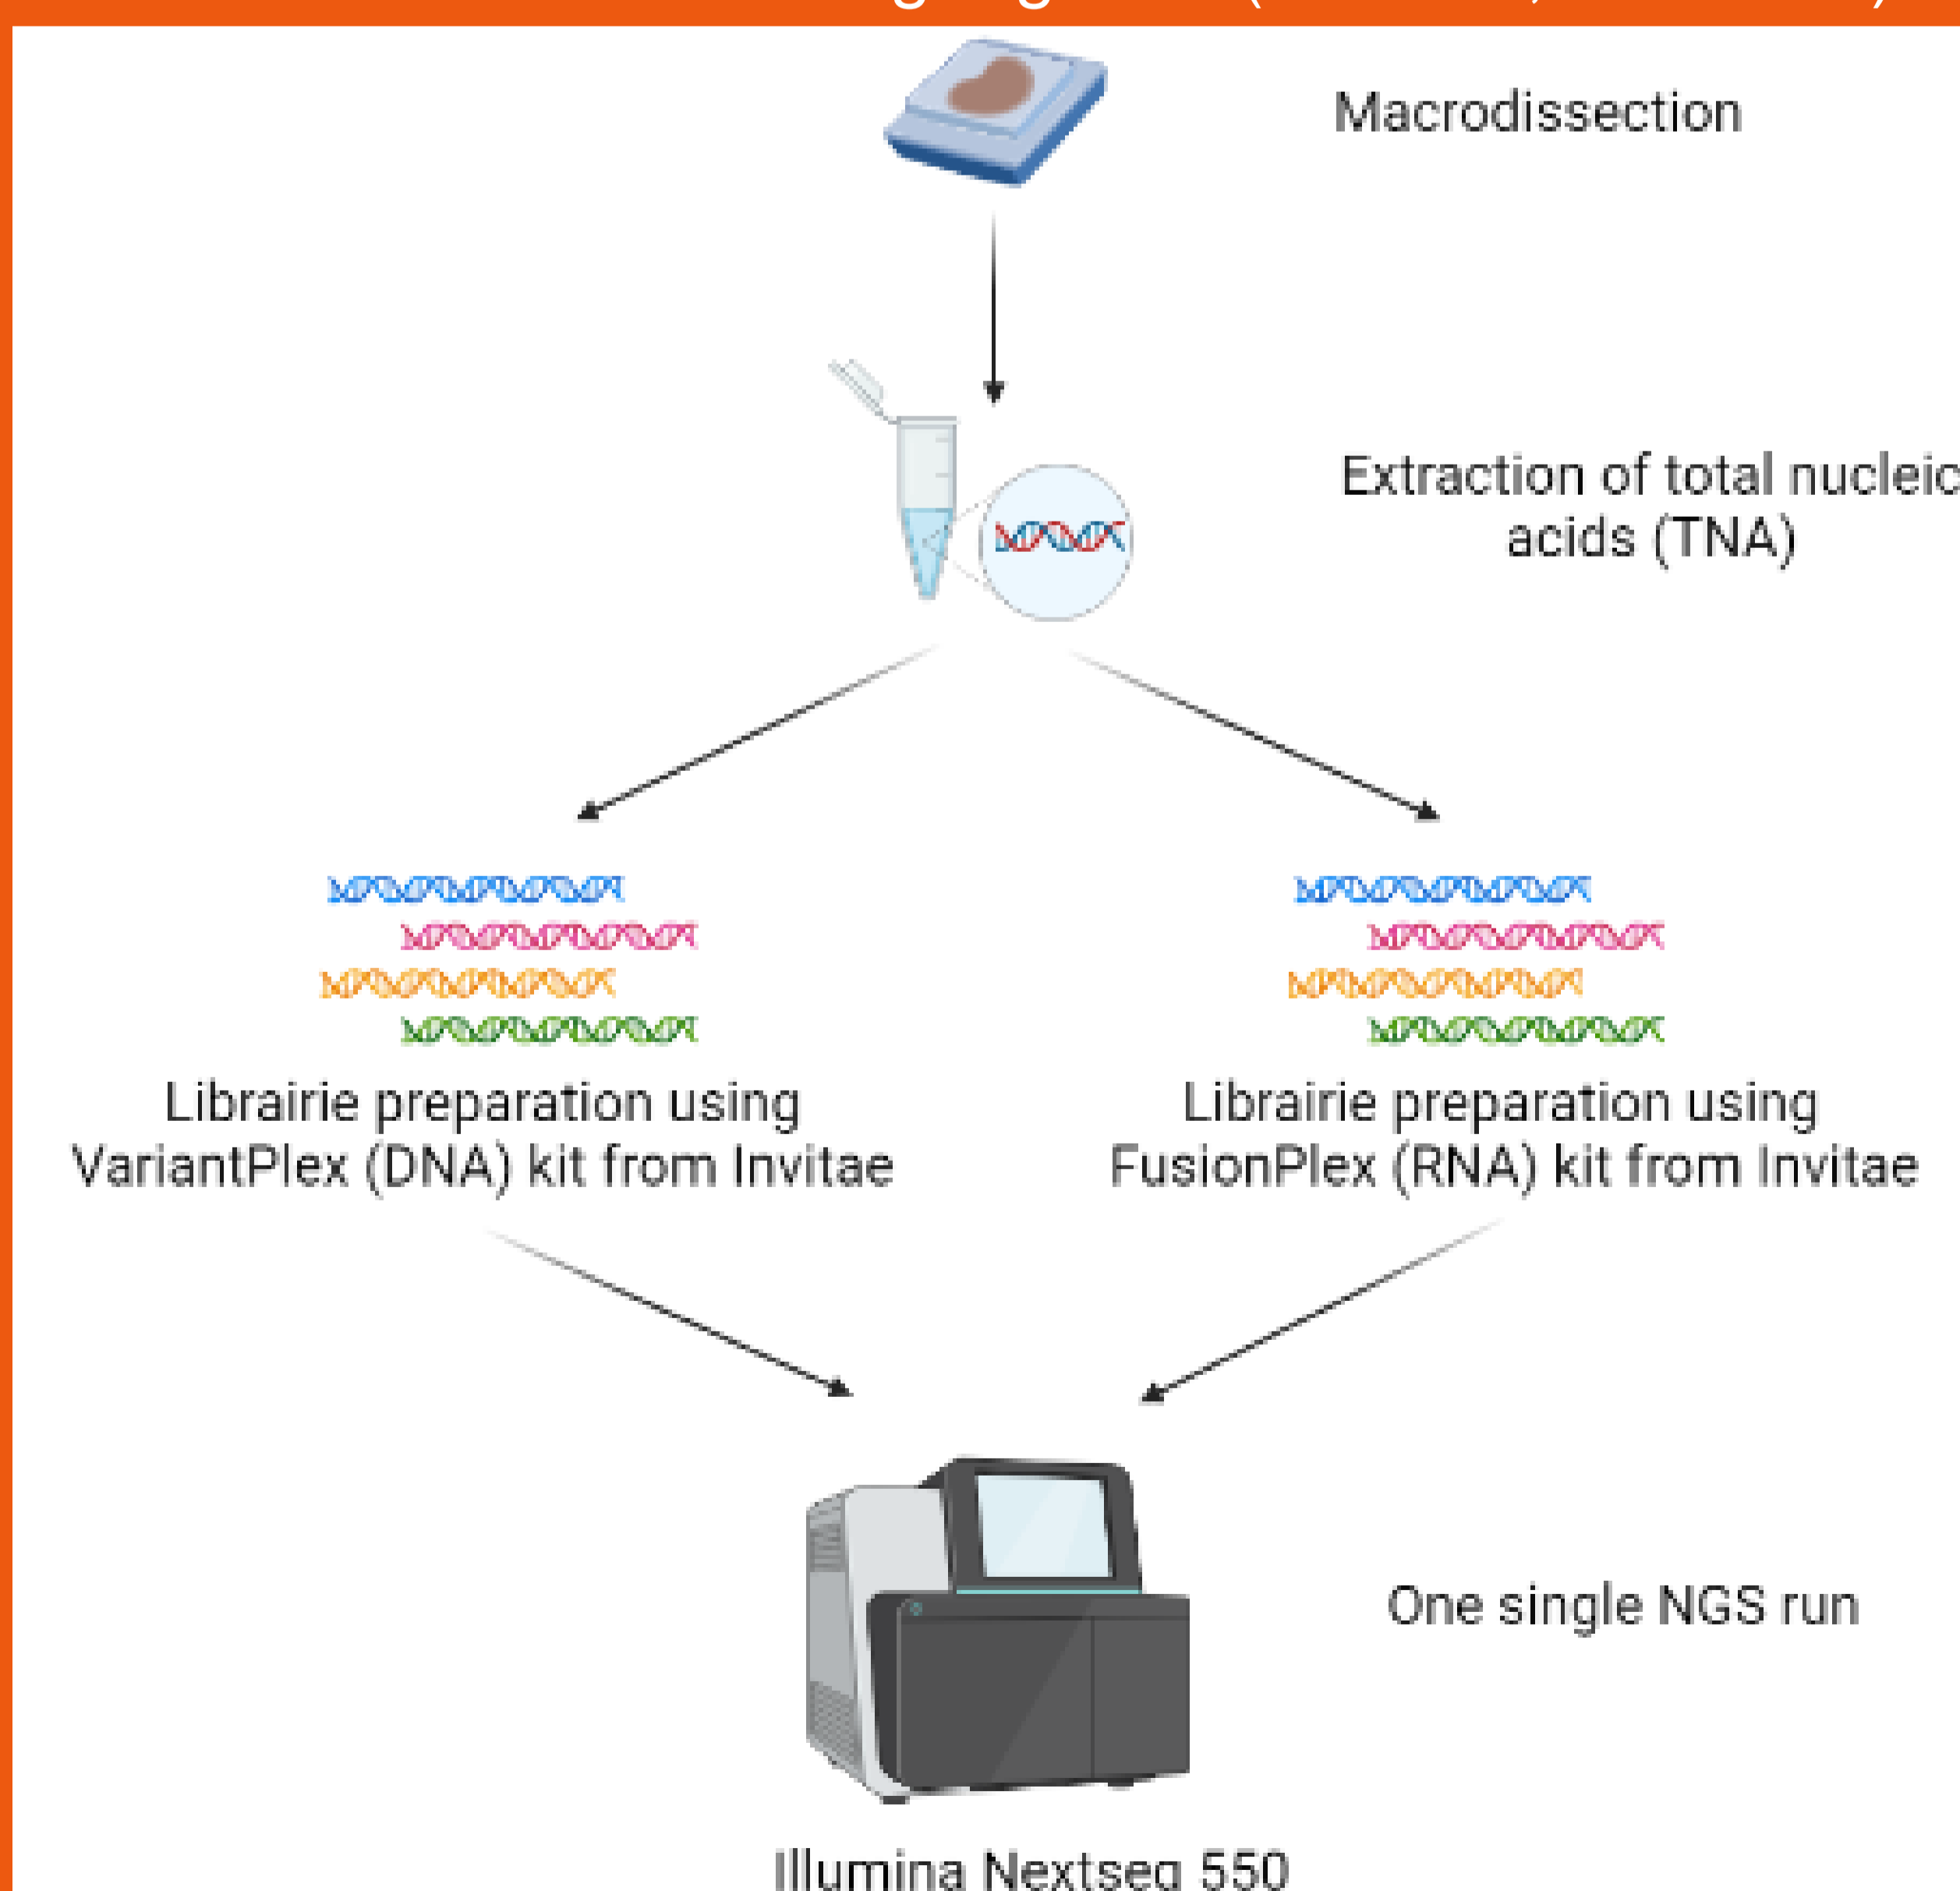 Macrodissection
Extraction of total nucleic
acids (TNA)
Librairie preparation using
VariantPlex (DNA) kit from Invitae
Librairie preparation using
FusionPlex (RNA) kit from Invitae
One single NGS run
Illumina Nextseq 550